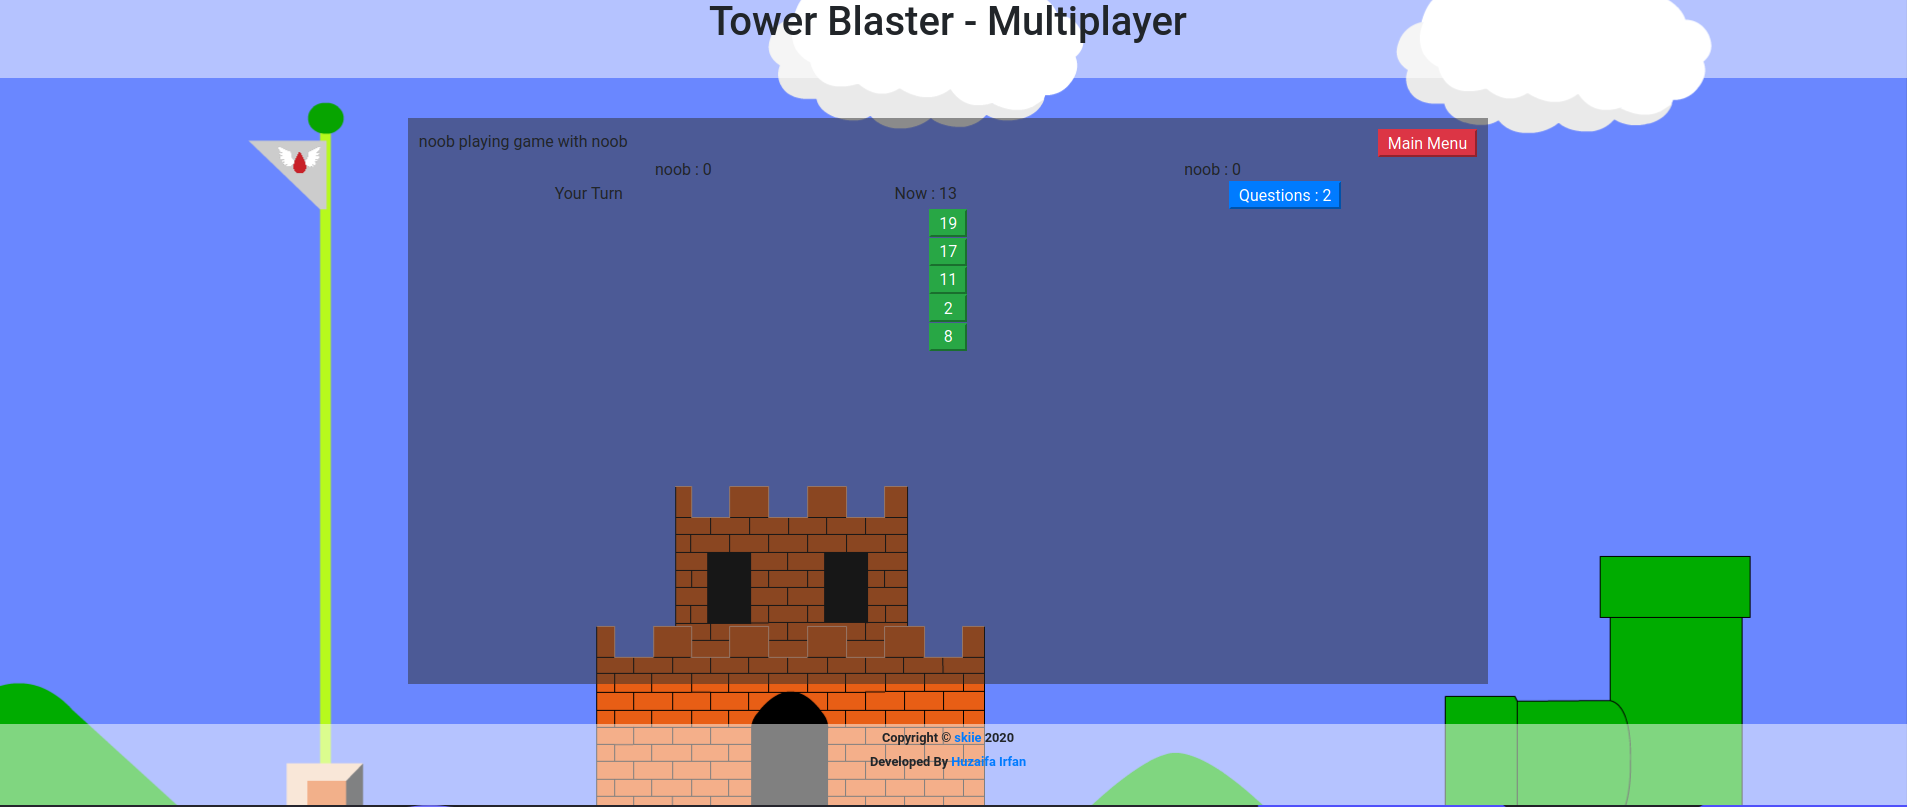 Tower Blaster - Multiplayer
noob playing game with noob
Main Menu
noob : 0
noob : 0
Your Turn
Now : 13
Questions : 2
19
17
11
2
8
Copyright © skiie 2020
Developed By Huzaifa Irfan